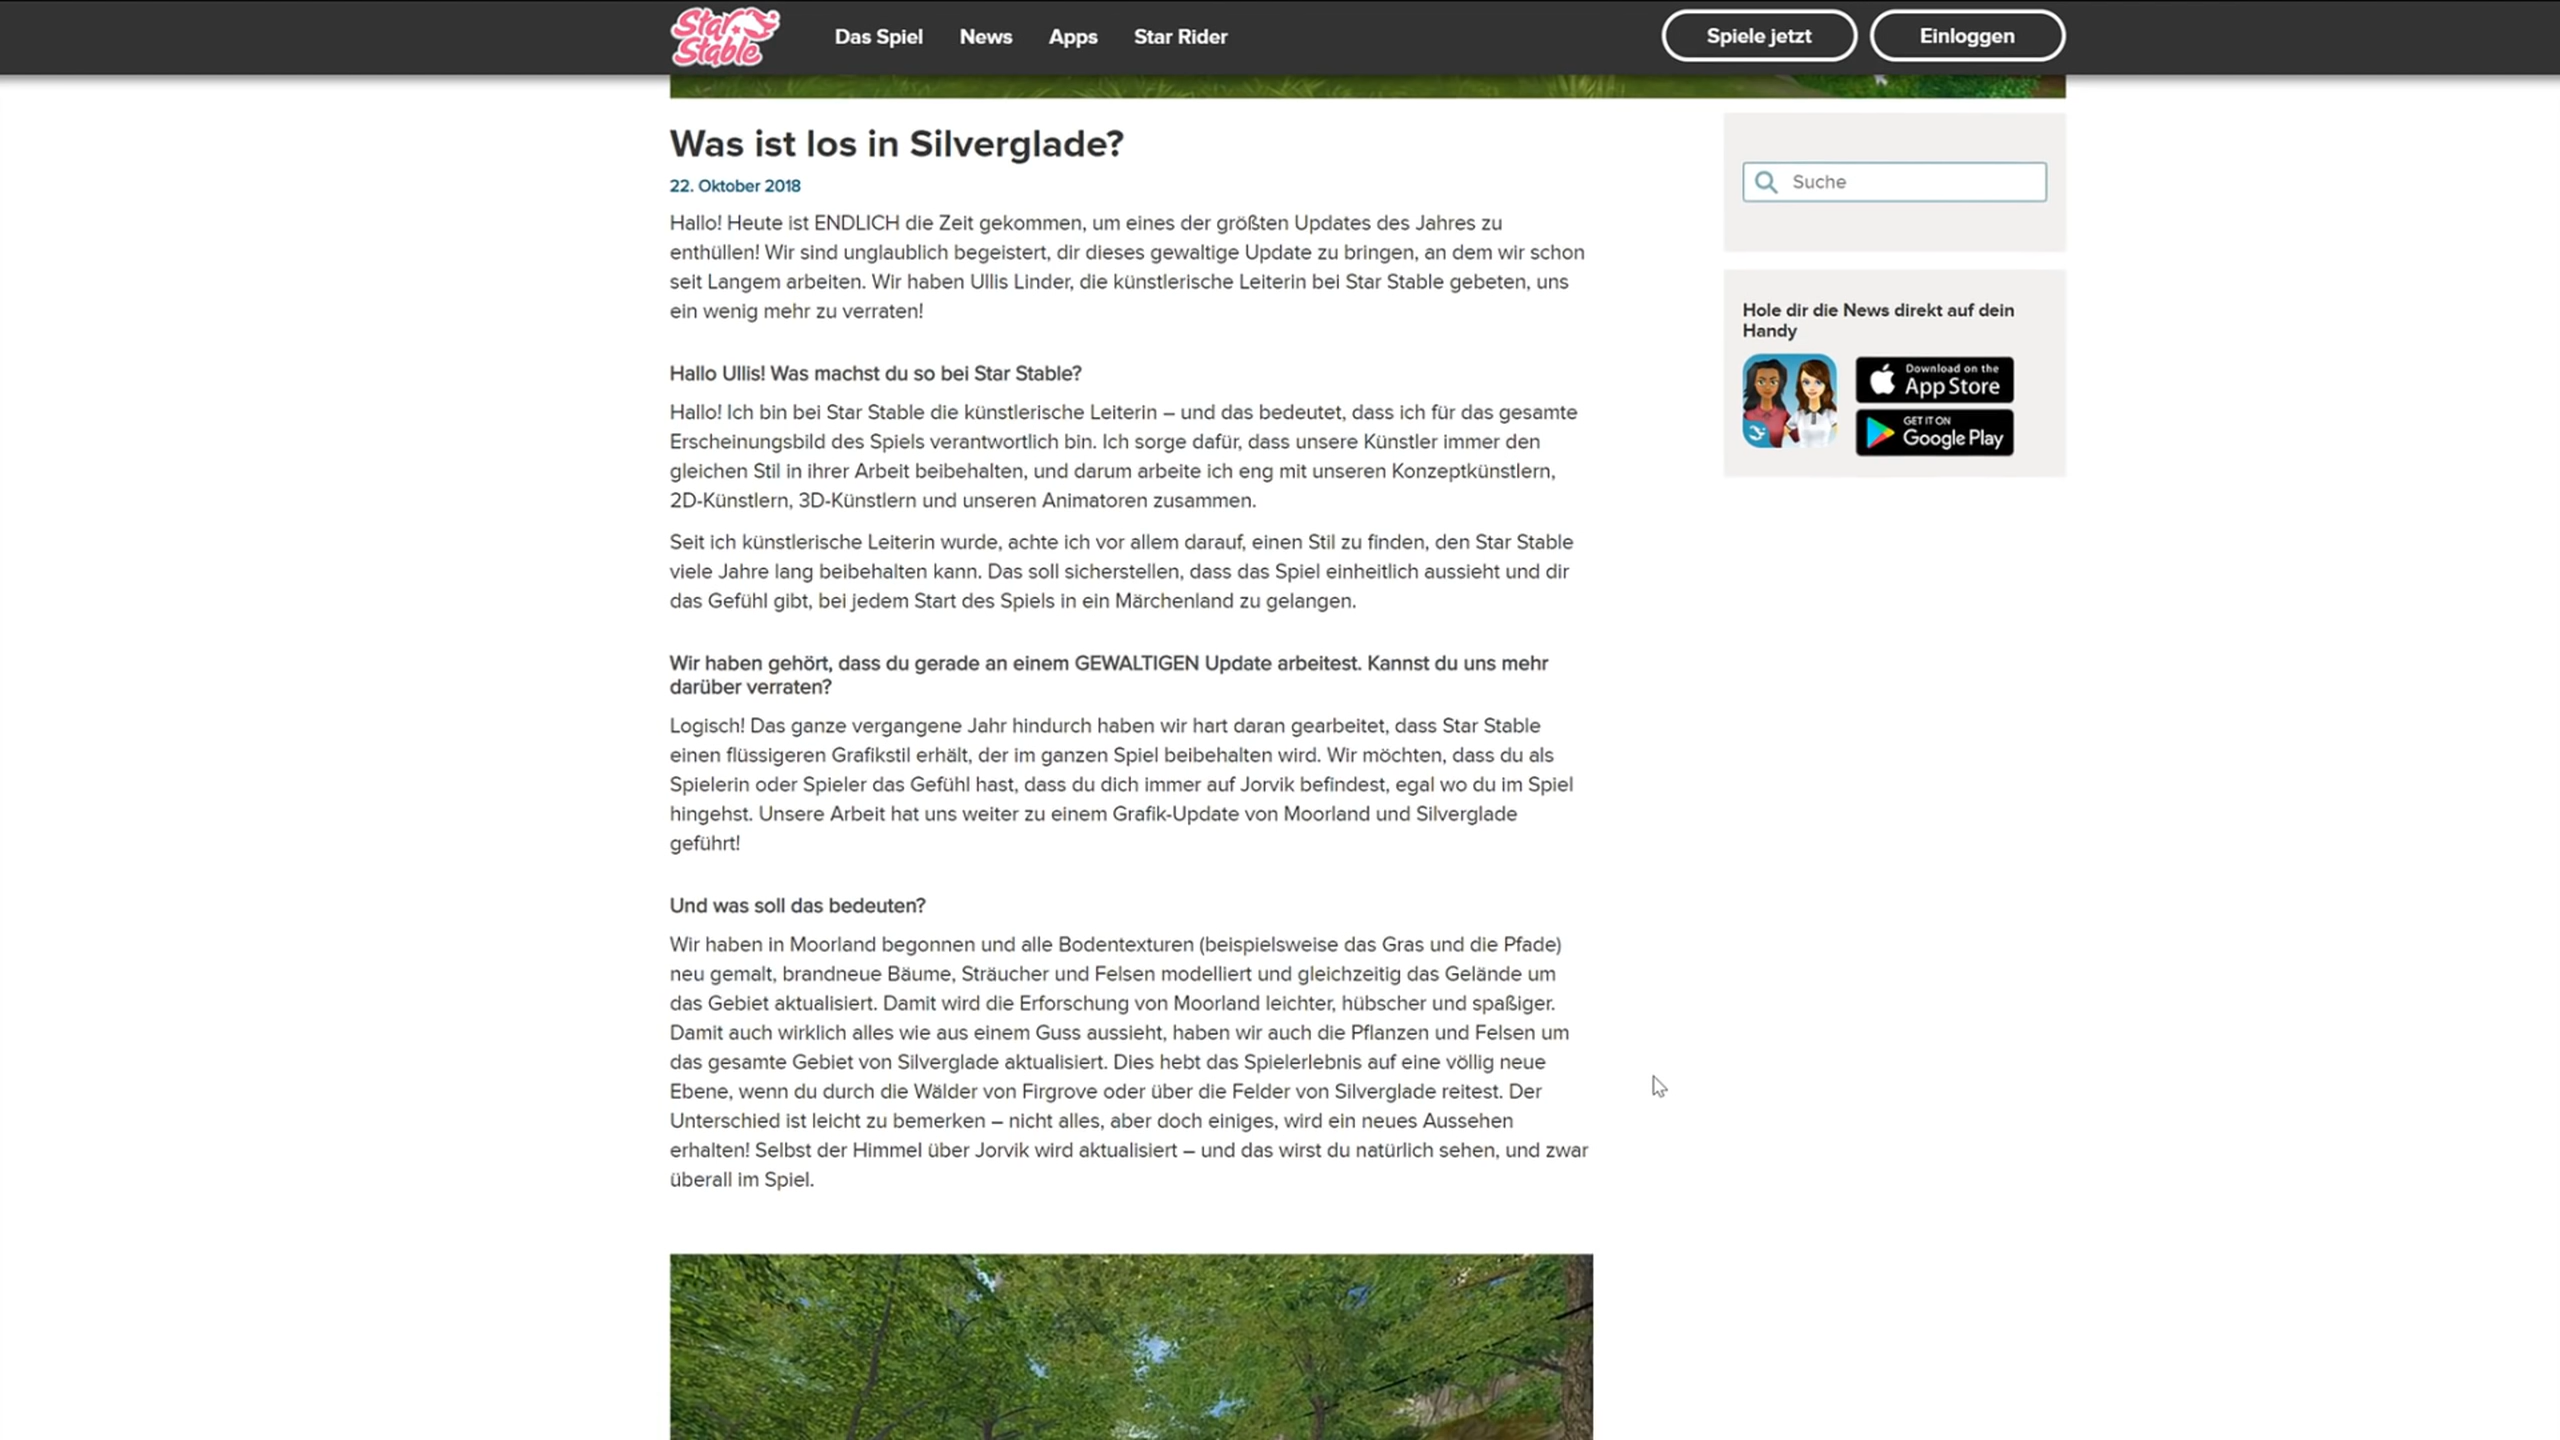 Star Stable
Das Spiel
News
Apps
Star Rider
Spiele jetzt
Einloggen
Was ist los in Silverglade?
22. Oktober 2018
Hallo! Heute ist ENDLICH die Zeit gekommen, um eines der größten Updates des Jahres zu
enthüllen! Wir sind unglaublich begeistert, dir dieses gewaltige Update zu bringen, an dem wir schon
seit Langem arbeiten. Wir haben Ullis Linder, die künstlerische Leiterin bei Star Stable gebeten, uns
ein wenig mehr zu verraten!
Hallo Ullis! Was machst du so bei Star Stable?
Hallo! Ich bin bei Star Stable die künstlerische Leiterin – und das bedeutet, dass ich für das gesamte
Erscheinungsbild des Spiels verantwortlich bin. Ich sorge dafür, dass unsere Künstler immer den
gleichen Stil in ihrer Arbeit beibehalten, und darum arbeite ich eng mit unseren Konzeptkünstlern,
2D-Künstlern, 3D-Künstlern und unseren Animatoren zusammen.
Seit ich künstlerische Leiterin wurde, achte ich vor allem darauf, einen Stil zu finden, den Star Stable
viele Jahre lang beibehalten kann. Das soll sicherstellen, dass das Spiel einheitlich aussieht und dir
das Gefühl gibt, bei jedem Start des Spiels in ein Märchenland zu gelangen.
Wir haben gehört, dass du gerade an einem GEWALTIGEN Update arbeitest. Kannst du uns mehr
darüber verraten?
Logisch! Das ganze vergangene Jahr hindurch haben wir hart daran gearbeitet, dass Star Stable
einen flüssigeren Grafikstil erhält, der im ganzen Spiel beibehalten wird. Wir möchten, dass du als
Spielerin oder Spieler das Gefühl hast, dass du dich immer auf Jorvik befindest, egal wo du im Spiel
hingehst. Unsere Arbeit hat uns weiter zu einem Grafik-Update von Moorland und Silverglade
geführt!
Und was soll das bedeuten?
Wir haben in Moorland begonnen und alle Bodentexturen (beispielsweise das Gras und die Pfade)
neu gemalt, brandneue Bäume, Sträucher und Felsen modelliert und gleichzeitig das Gelände um
das Gebiet aktualisiert. Damit wird die Erforschung von Moorland leichter, hübscher und spaßiger.
Damit auch wirklich alles wie aus einem Guss aussieht, haben wir auch die Pflanzen und Felsen um
das gesamte Gebiet von Silverglade aktualisiert. Dies hebt das Spielerlebnis auf eine völlig neue
Ebene, wenn du durch die Wälder von Firgrove oder über die Felder von Silverglade reitest. Der
Unterschied ist leicht zu bemerken – nicht alles, aber doch einiges, wird ein neues Aussehen
erhalten! Selbst der Himmel über Jorvik wird aktualisiert – und das wirst du natürlich sehen, und zwar
überall im Spiel.
Suche
Hole dir die News direkt auf dein
Handy
Download on the
App Store
GET IT ON
Google Play